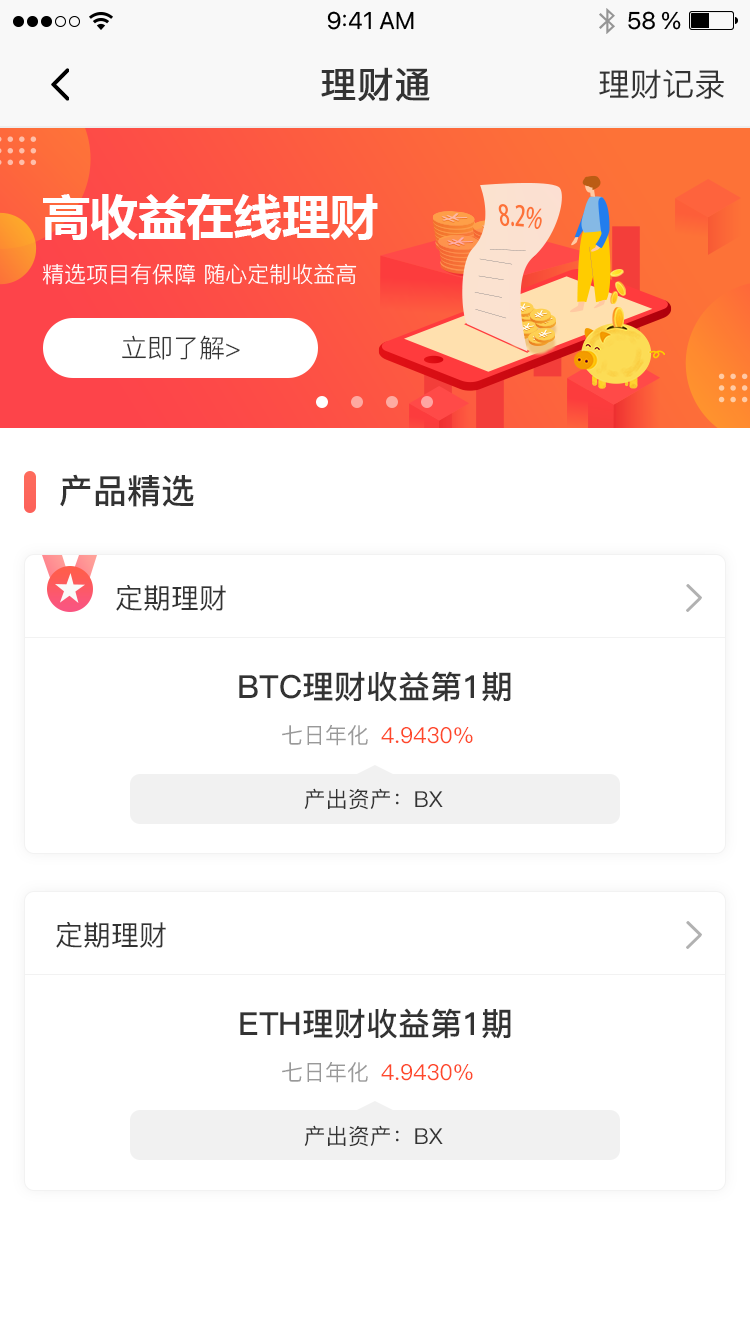 9:41 AM
58 %
理财通
理财记录
高收益在线理财
精选项目有保障 随心定制收益高
立即了解>
8.2%
产品精选
定期理财
BTC理财收益第1期
七日年化 4.9430%
产出资产：BX
定期理财
ETH理财收益第1期
七日年化 4.9430%
产出资产：BX